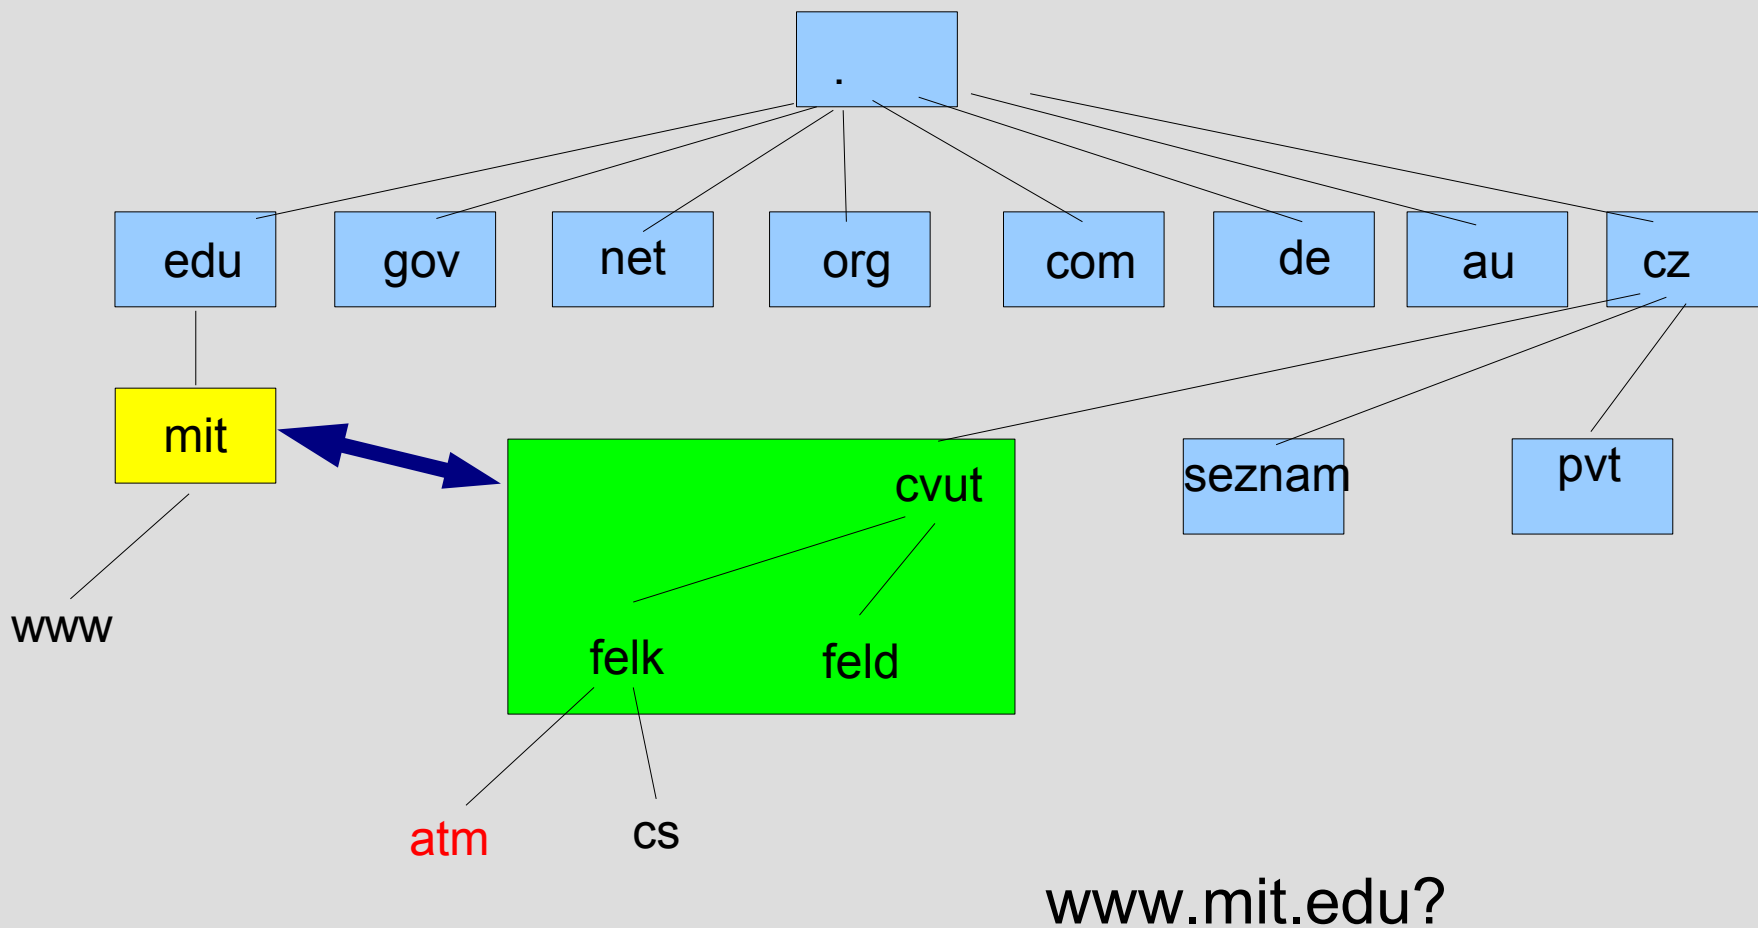 .
edu gov net org com de au cz
mit
cvut seznam pvt
www
felk feld
atm cs
www.mit.edu?